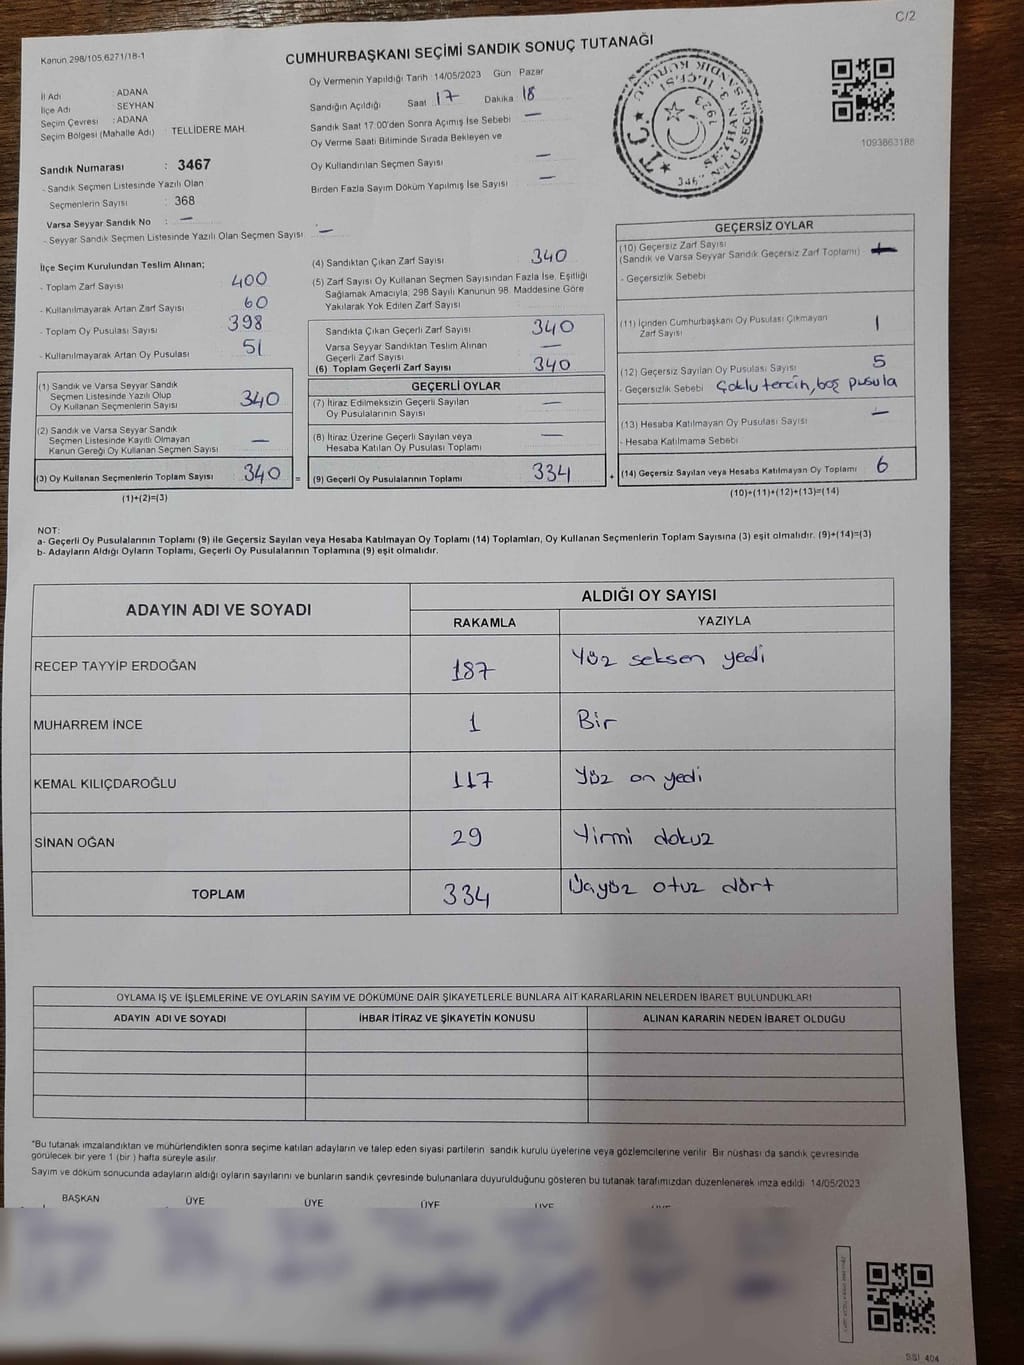 C/2
Kanun,298/105,6271/18-1
CUMHURBAŞKANI SEÇİMİ SANDIK SONUÇ TUTANAĞI
İl Adı : ADANA
İlçe Adı : SEYHAN
Seçim Çevresi : ADANA
Seçim Bölgesi (Mahalle Adı) : TELLİDERE MAH.
Sandık Numarası : 3467
- Sandık Seçmen Listesinde Yazılı Olan
Seçmenlerin Sayısı : 368
Varsa Seyyar Sandık No : —
- Seyyar Sandık Seçmen Listesinde Yazılı Olan Seçmen Sayısı : —
Oy Vermenin Yapıldığı Tarih 14/05/2023 Gün Pazar
Sandığın Açıldığı Saat 17 Dakika 18
Sandık Saat 17:00'den Sonra Açımış İse Sebebi —
Oy Verme Saati Bitiminde Sırada Bekleyen ve
Oy Kullandırılan Seçmen Sayısı —
Birden Fazla Sayım Döküm Yapılmış İse Sayısı —
T.C.
SEYHAN 3. İLÇESİ
1923
SANDIK KURULU
1093863188
İlçe Seçim Kurulundan Teslim Alınan;
- Toplam Zarf Sayısı 400
- Kullanılmayarak Artan Zarf Sayısı 60
- Toplam Oy Pusulası Sayısı 398
- Kullanılmayarak Artan Oy Pusulası 51
(1) Sandık ve Varsa Seyyar Sandık
Seçmen Listesinde Yazılı Olup
Oy Kullanan Seçmenlerin Sayısı 340
(2) Sandık ve Varsa Seyyar Sandık
Seçmen Listesinde Kayıtlı Olmayan
Kanun Gereği Oy Kullanan Seçmen Sayısı —
(3) Oy Kullanan Seçmenlerin Toplam Sayısı 340 =
(1)+(2)=(3)
(4) Sandıktan Çıkan Zarf Sayısı 340
(5) Zarf Sayısı Oy Kullanan Seçmen Sayısından Fazla İse, Eşitliği
Sağlamak Amacıyla, 298 Sayılı Kanunun 98. Maddesine Göre
Yakılarak Yok Edilen Zarf Sayısı
Sandıkta Çıkan Geçerli Zarf Sayısı 340
Varsa Seyyar Sandıktan Teslim Alınan
Geçerli Zarf Sayısı —
(6) Toplam Geçerli Zarf Sayısı 340
GEÇERLİ OYLAR
(7) İtiraz Edilmeksizin Geçerli Sayılan
Oy Pusulalarının Sayısı —
(8) İtiraz Üzerine Geçerli Sayılan veya
Hesaba Katılan Oy Pusulası Toplamı —
(9) Geçerli Oy Pusulalarının Toplamı 334 +
GEÇERSİZ OYLAR
(10) Geçersiz Zarf Sayısı
(Sandık ve Varsa Seyyar Sandık Geçersiz Zarf Toplamı)
- Geçersizlik Sebebi
(11) İçinden Cumhurbaşkanı Oy Pusulası Çıkmayan
Zarf Sayısı 1
(12) Geçersiz Sayılan Oy Pusulası Sayısı 5
- Geçersizlik Sebebi Çoklu tercih, boş pusula
(13) Hesaba Katılmayan Oy Pusulası Sayısı —
- Hesaba Katılmama Sebebi
(14) Geçersiz Sayılan veya Hesaba Katılmayan Oy Toplamı 6
(10)+(11)+(12)+(13)=(14)
NOT:
a- Geçerli Oy Pusulalarının Toplamı (9) ile Geçersiz Sayılan veya Hesaba Katılmayan Oy Toplamı (14) Toplamları, Oy Kullanan Seçmenlerin Toplam Sayısına (3) eşit olmalıdır. (9)+(14)=(3)
b- Adayların Aldığı Oyların Toplamı, Geçerli Oy Pusulalarının Toplamına (9) eşit olmalıdır.
ADAYIN ADI VE SOYADI ALDIĞI OY SAYISI
RAKAMLA YAZIYLA
RECEP TAYYİP ERDOĞAN 187 Yüz seksen yedi
MUHARREM İNCE 1 Bir
KEMAL KILIÇDAROĞLU 117 Yüz on yedi
SİNAN OĞAN 29 Yirmi dokuz
TOPLAM 334 Üçyüz otuz dört
OYLAMA İŞ VE İŞLEMLERİNE VE OYLARIN SAYIM VE DÖKÜMÜNE DAİR ŞİKAYETLERLE BUNLARA AİT KARARLARIN NELERDEN İBARET BULUNDUKLARI
ADAYIN ADI VE SOYADI İHBAR İTİRAZ VE ŞİKAYETİN KONUSU ALINAN KARARIN NEDEN İBARET OLDUĞU
*Bu tutanak imzalandıktan ve mühürlendikten sonra seçime katılan adayların ve talep eden siyasi partilerin sandık kurulu üyelerine veya gözlemcilerine verilir. Bir nüshası da sandık çevresinde
görülecek bir yere 1 (bir ) hafta süreyle asılır.
Sayım ve döküm sonucunda adayların aldığı oyların sayılarını ve bunların sandık çevresinde bulunanlara duyurulduğunu gösteren bu tutanak tarafımızdan düzenlenerek imza edildi 14/05/2023
BAŞKAN ÜYE ÜYE ÜYE ÜYE